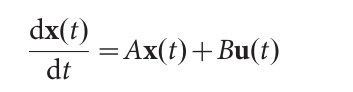 dx(t)/dt = Ax(t) + Bu(t)